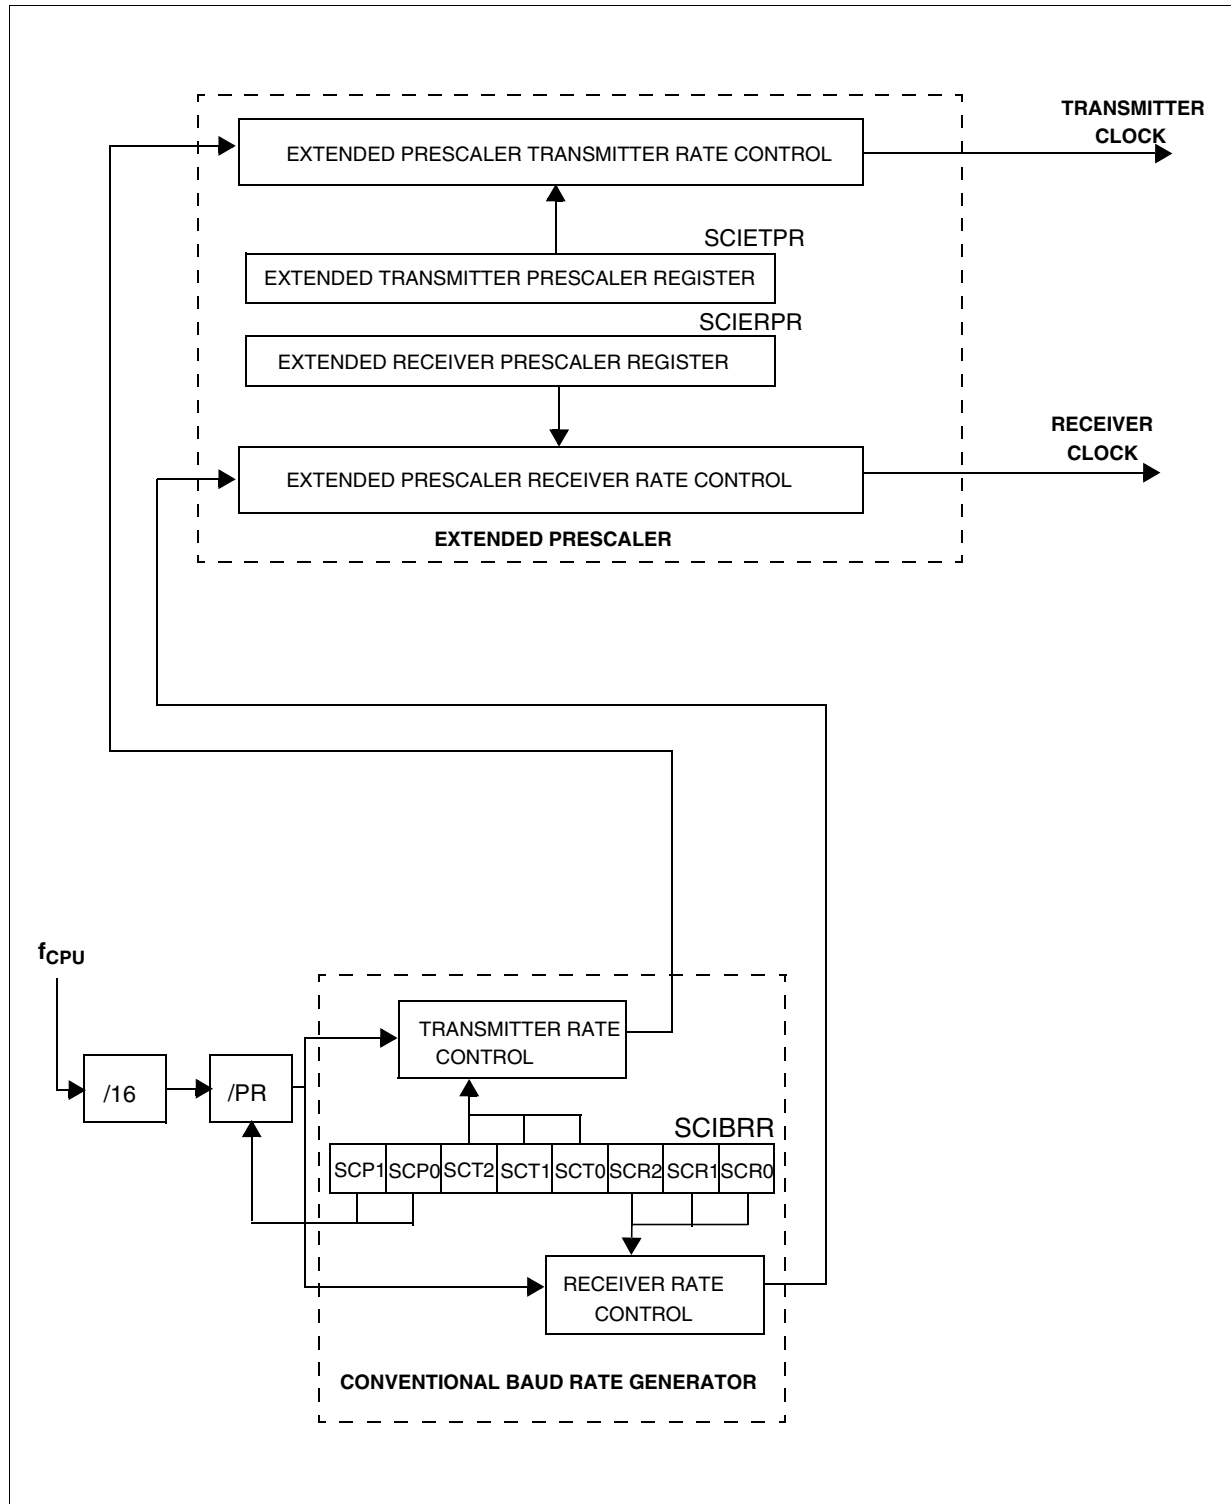 TRANSMITTER
CLOCK
EXTENDED PRESCALER TRANSMITTER RATE CONTROL
SCIETPR
EXTENDED TRANSMITTER PRESCALER REGISTER
SCIERPR
EXTENDED RECEIVER PRESCALER REGISTER
RECEIVER
CLOCK
EXTENDED PRESCALER RECEIVER RATE CONTROL
EXTENDED PRESCALER
fCPU
TRANSMITTER RATE
CONTROL
/16
/PR
SCIBRR
SCP1 SCP0 SCT2 SCT1 SCT0 SCR2 SCR1 SCR0
RECEIVER RATE
CONTROL
CONVENTIONAL BAUD RATE GENERATOR